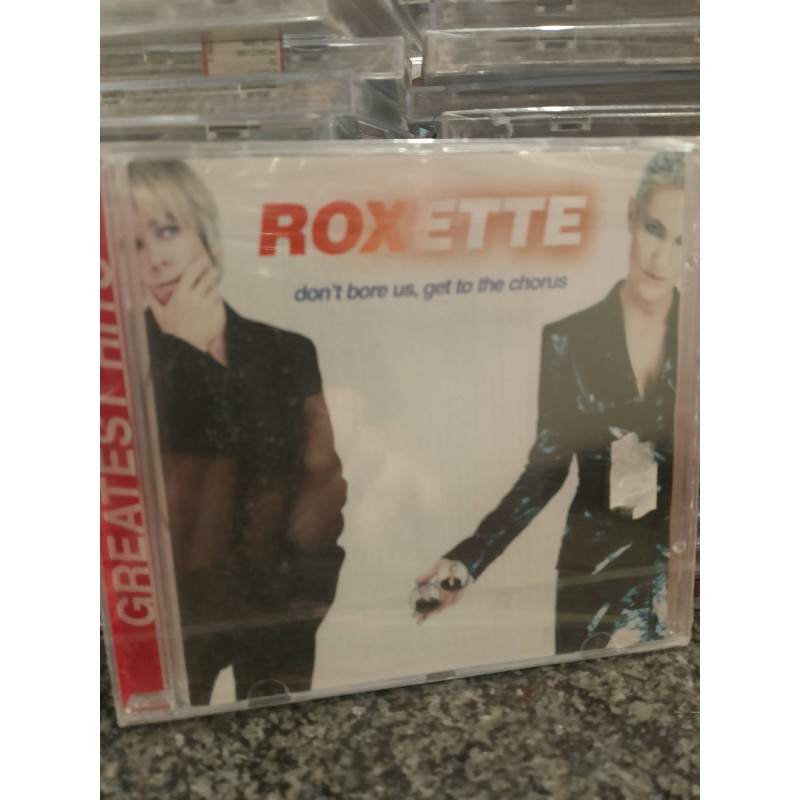 ROXETTE
don't bore us, get to the chorus
GREATEST HITS